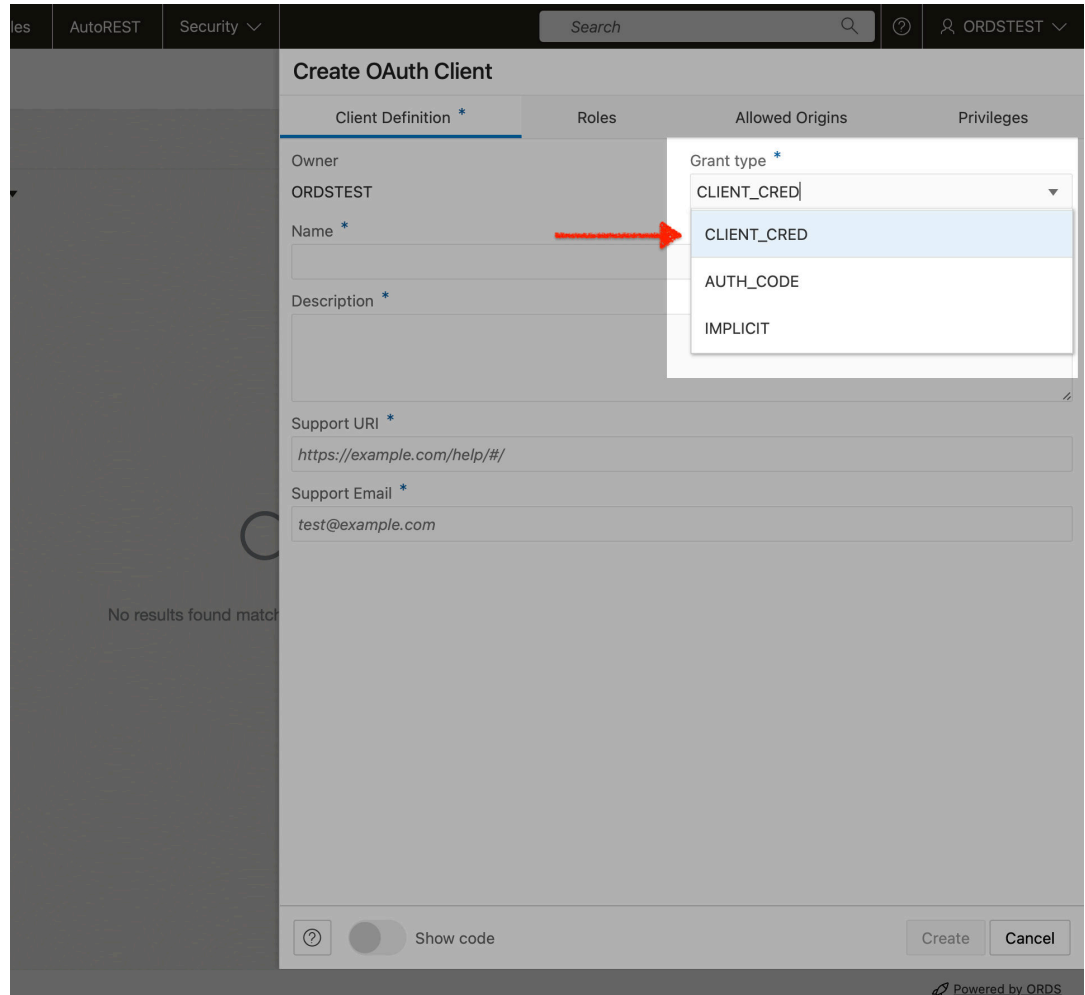 les AutoREST Security Search ORDSTEST
Create OAuth Client
Client Definition * Roles Allowed Origins Privileges
Owner Grant type *
ORDSTEST CLIENT_CRED
Name * CLIENT_CRED
AUTH_CODE
Description *
IMPLICIT
Support URI *
https://example.com/help/#/
Support Email *
test@example.com
No results found match
? Show code Create Cancel
Powered by ORDS